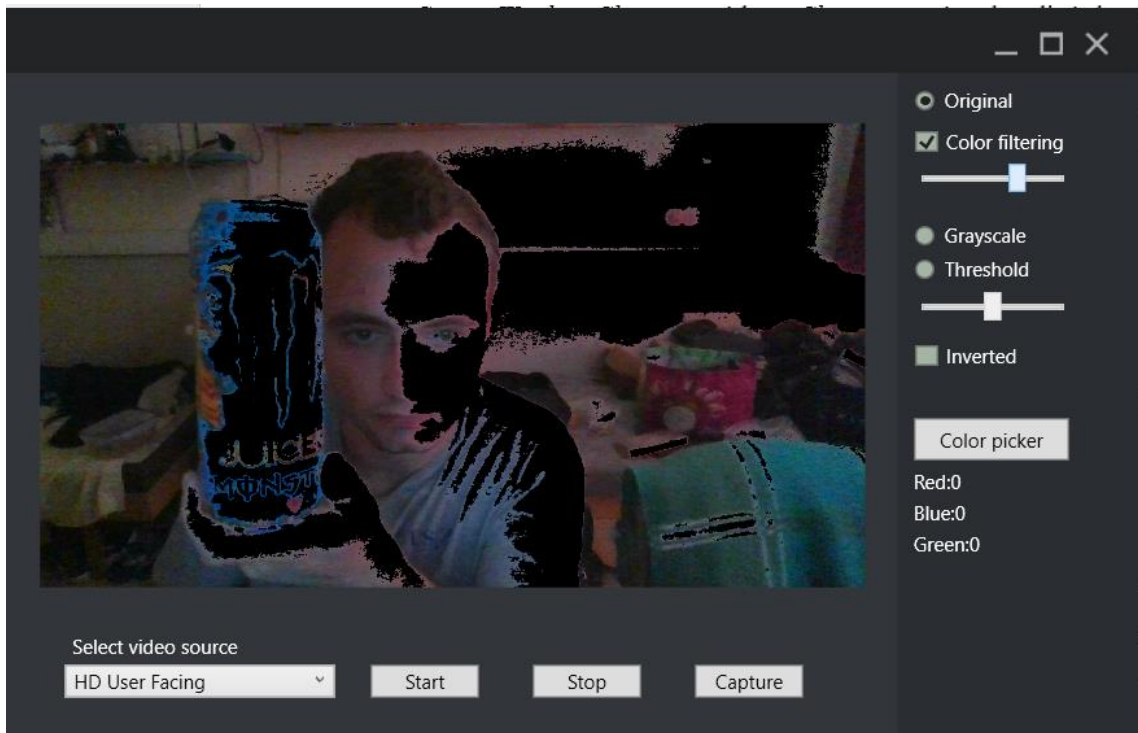 Original
Color filtering
Grayscale
Threshold
Inverted
Color picker
Red:0
Blue:0
Green:0
JUICE
MONST
Select video source
HD User Facing
Start
Stop
Capture